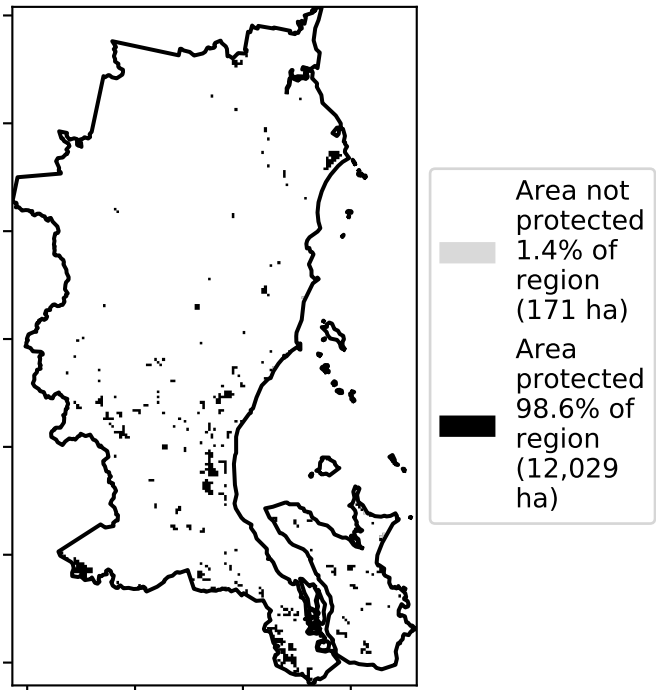 Area not
protected
1.4% of
region
(171 ha)
Area
protected
98.6% of
region
(12,029
ha)